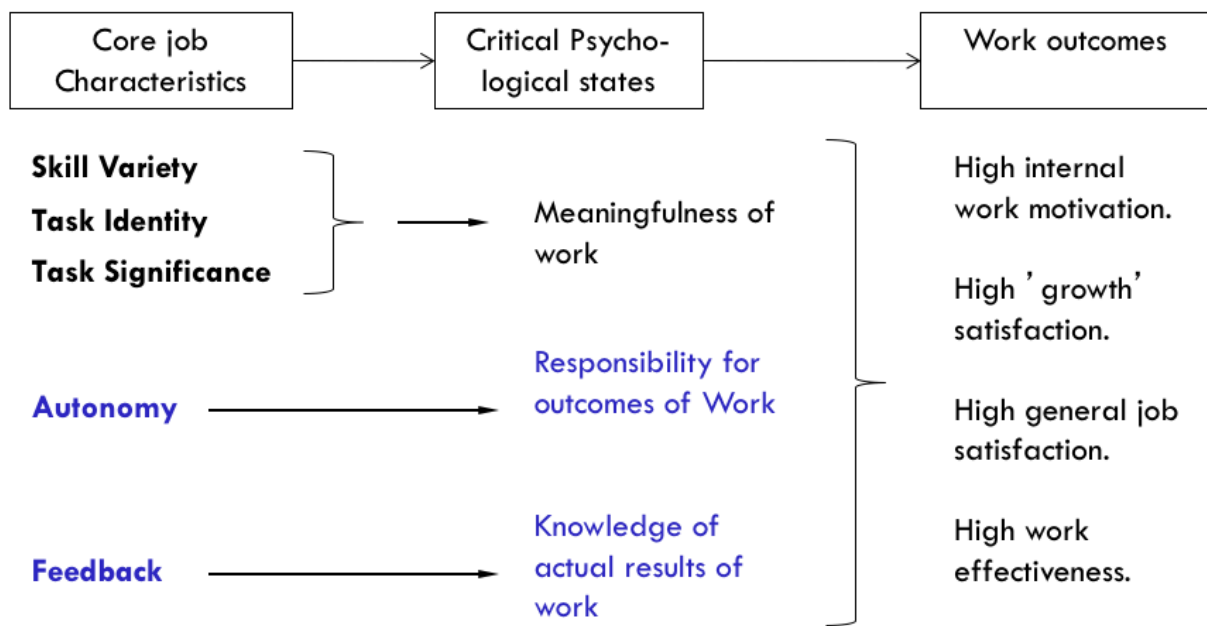 Core job
Characteristics
Critical Psycho-
logical states
Work outcomes
Skill Variety
Task Identity
Task Significance
Meaningfulness of
work
Autonomy
Responsibility for
outcomes of Work
Feedback
Knowledge of
actual results of
work
High internal
work motivation.
High ’growth’
satisfaction.
High general job
satisfaction.
High work
effectiveness.